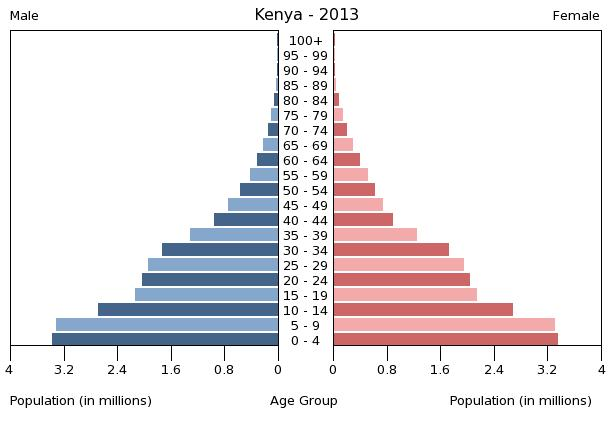 Male Kenya - 2013 Female
100+
95 - 99
90 - 94
85 - 89
80 - 84
75 - 79
70 - 74
65 - 69
60 - 64
55 - 59
50 - 54
45 - 49
40 - 44
35 - 39
30 - 34
25 - 29
20 - 24
15 - 19
10 - 14
5 - 9
0 - 4
4 3.2 2.4 1.6 0.8 0 0 0.8 1.6 2.4 3.2 4
Population (in millions) Age Group Population (in millions)